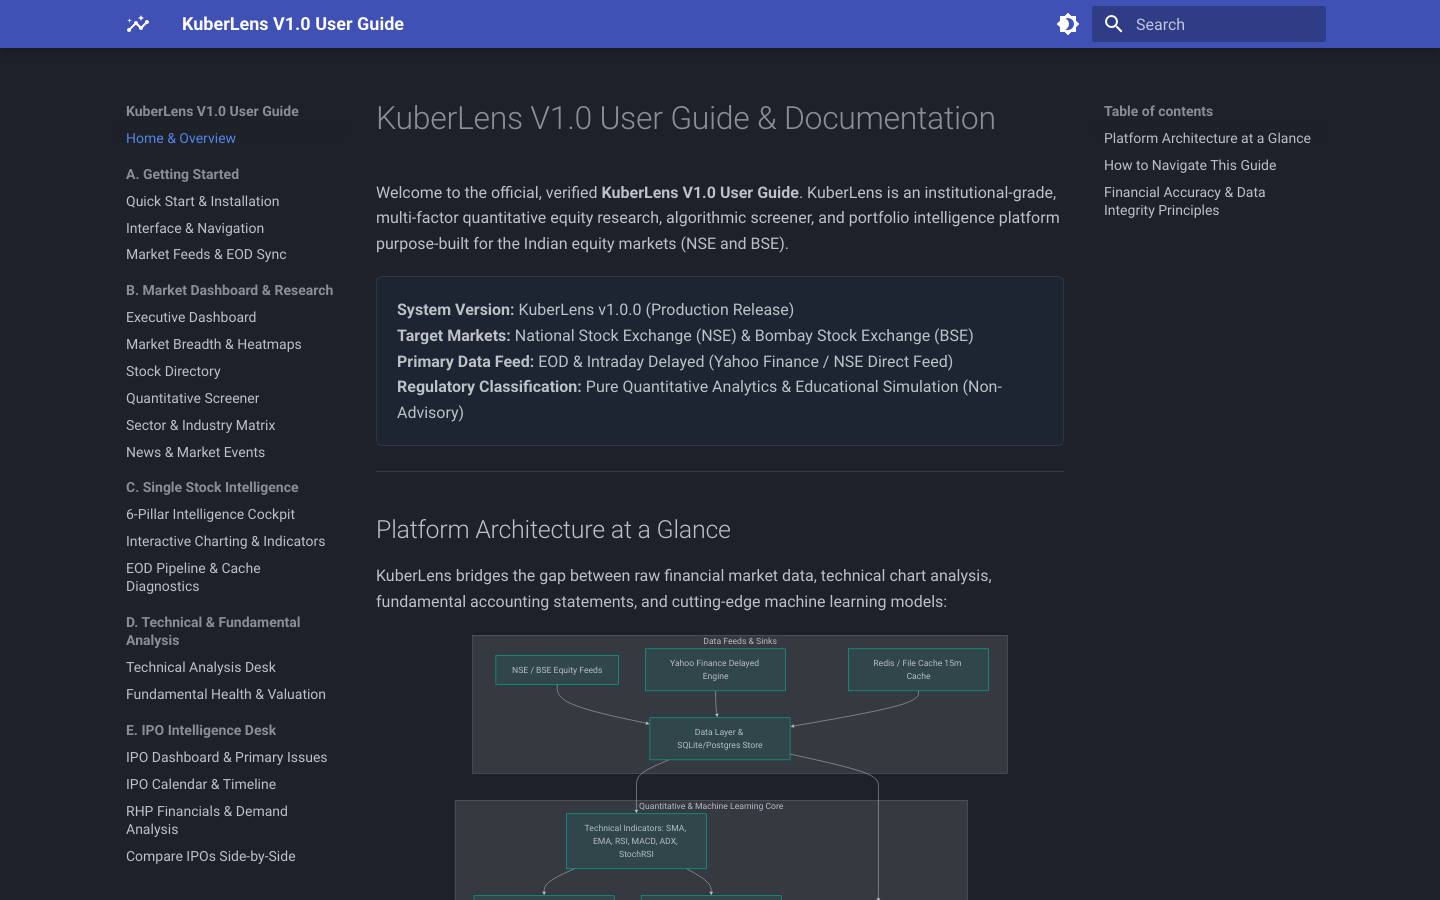 KuberLens V1.0 User Guide
Search
KuberLens V1.0 User Guide
Home & Overview
A. Getting Started
Quick Start & Installation
Interface & Navigation
Market Feeds & EOD Sync
B. Market Dashboard & Research
Executive Dashboard
Market Breadth & Heatmaps
Stock Directory
Quantitative Screener
Sector & Industry Matrix
News & Market Events
C. Single Stock Intelligence
6-Pillar Intelligence Cockpit
Interactive Charting & Indicators
EOD Pipeline & Cache
Diagnostics
D. Technical & Fundamental
Analysis
Technical Analysis Desk
Fundamental Health & Valuation
E. IPO Intelligence Desk
IPO Dashboard & Primary Issues
IPO Calendar & Timeline
RHP Financials & Demand
Analysis
Compare IPOs Side-by-Side
KuberLens V1.0 User Guide & Documentation
Welcome to the official, verified KuberLens V1.0 User Guide. KuberLens is an institutional-grade,
multi-factor quantitative equity research, algorithmic screener, and portfolio intelligence platform
purpose-built for the Indian equity markets (NSE and BSE).
System Version: KuberLens v1.0.0 (Production Release)
Target Markets: National Stock Exchange (NSE) & Bombay Stock Exchange (BSE)
Primary Data Feed: EOD & Intraday Delayed (Yahoo Finance / NSE Direct Feed)
Regulatory Classification: Pure Quantitative Analytics & Educational Simulation (Non-
Advisory)
Platform Architecture at a Glance
KuberLens bridges the gap between raw financial market data, technical chart analysis,
fundamental accounting statements, and cutting-edge machine learning models:
Data Feeds & Sinks
NSE / BSE Equity Feeds
Yahoo Finance Delayed
Engine
Redis / File Cache 15m
Cache
Data Layer &
SQLite/Postgres Store
Quantitative & Machine Learning Core
Technical Indicators: SMA,
EMA, RSI, MACD, ADX,
StochRSI
Table of contents
Platform Architecture at a Glance
How to Navigate This Guide
Financial Accuracy & Data
Integrity Principles